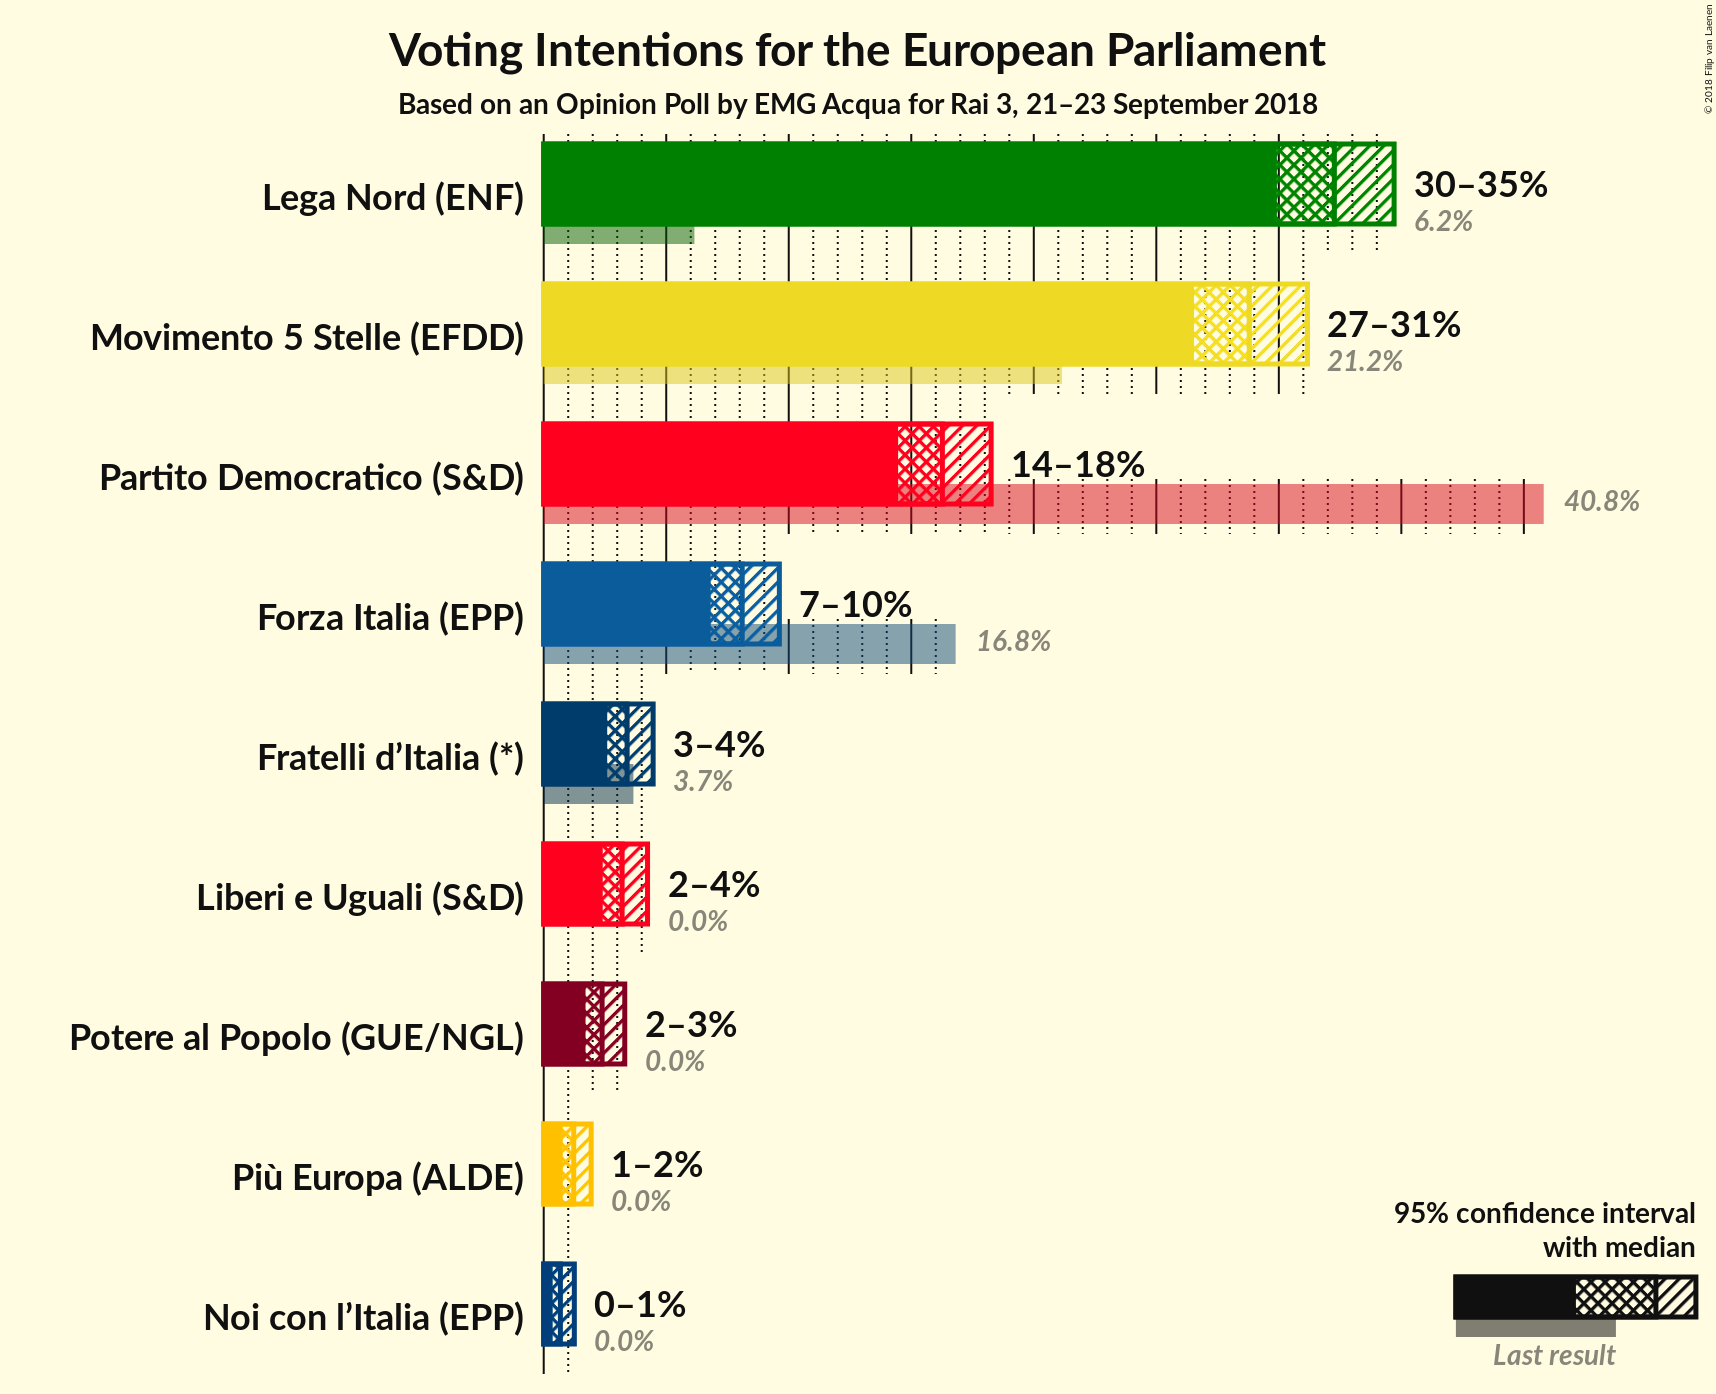 Voting Intentions for the European Parliament
Based on an Opinion Poll by EMG Acqua for Rai 3, 21–23 September 2018
© 2018 Filip van Laenen
Lega Nord (ENF)
30–35%
6.2%
Movimento 5 Stelle (EFDD)
27–31%
21.2%
Partito Democratico (S&D)
14–18%
40.8%
Forza Italia (EPP)
7–10%
16.8%
Fratelli d’Italia (*)
3–4%
3.7%
Liberi e Uguali (S&D)
2–4%
0.0%
Potere al Popolo (GUE/NGL)
2–3%
0.0%
Più Europa (ALDE)
1–2%
0.0%
Noi con l’Italia (EPP)
0–1%
0.0%
95% confidence interval
with median
Last result